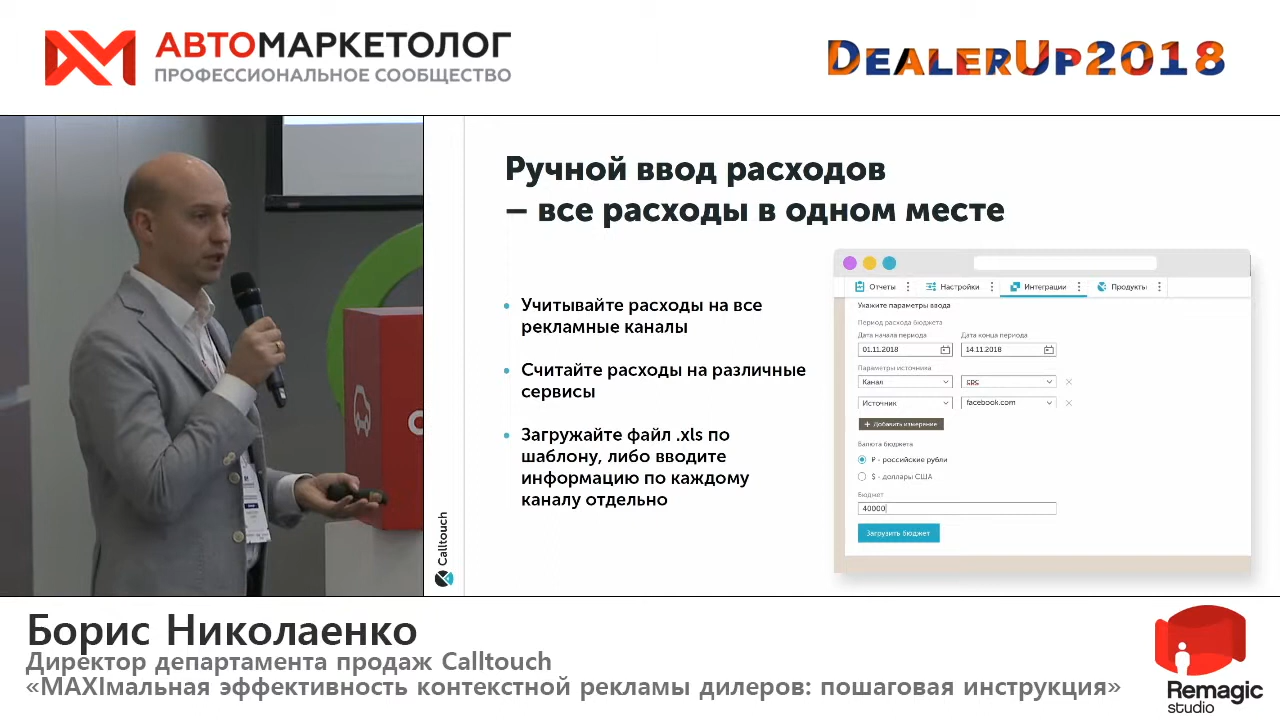 АВТОМАРКЕТОЛОГ
ПРОФЕССИОНАЛЬНОЕ СООБЩЕСТВО
DEALERUP2018
Ручной ввод расходов
– все расходы в одном месте
• Учитывайте расходы на все
рекламные каналы
• Считайте расходы на различные
сервисы
• Загружайте файл .xls по
шаблону, либо вводите
информацию по каждому
каналу отдельно
Отчеты
Настройки
Интеграции
Продукты
Укажите параметры ввода
Период расхода бюджета
Дата начала периода Дата конца периода
01.11.2018 14.11.2018
Параметры источника
Канал cpc
Источник facebook.com
+ Добавить измерение
Валюта бюджета
₽ - российские рубли
$ - доллары США
Бюджет
40000
Загрузить бюджет
Calltouch
Борис Николаенко
Директор департамента продаж Calltouch
«MAXIмальная эффективность контекстной рекламы дилеров: пошаговая инструкция»
Remagic
studio